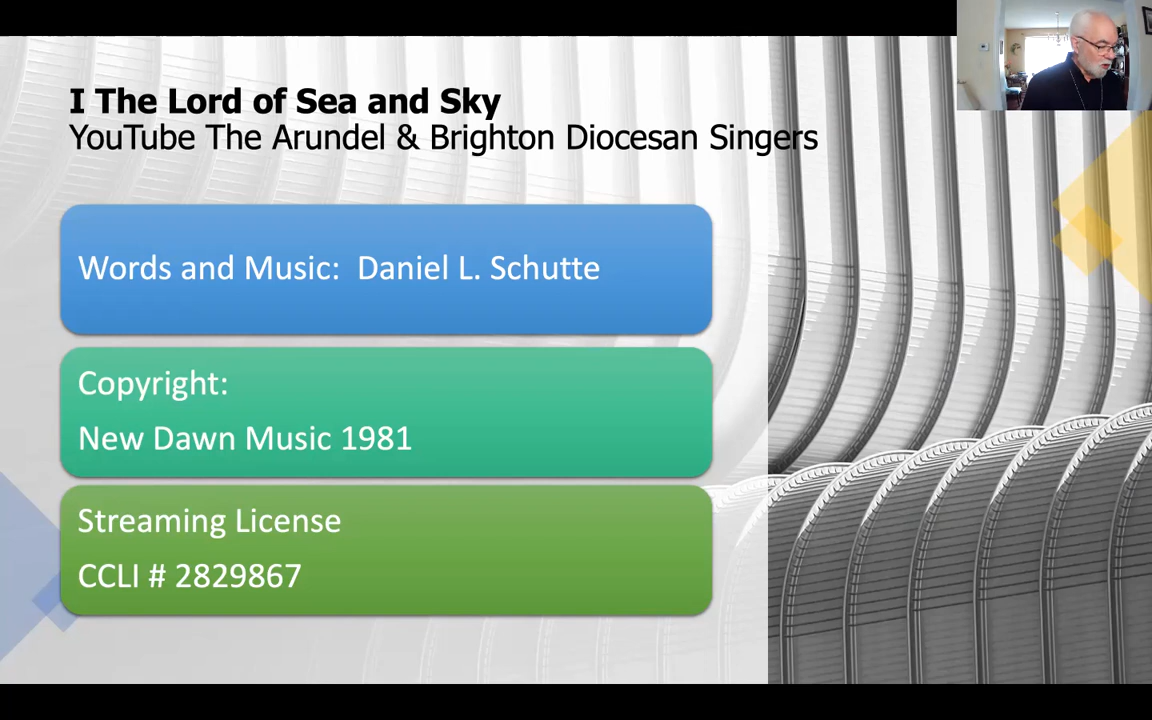 I The Lord of Sea and Sky
YouTube The Arundel & Brighton Diocesan Singers
Words and Music:  Daniel L. Schutte
Copyright:
New Dawn Music 1981
Streaming License
CCLI # 2829867